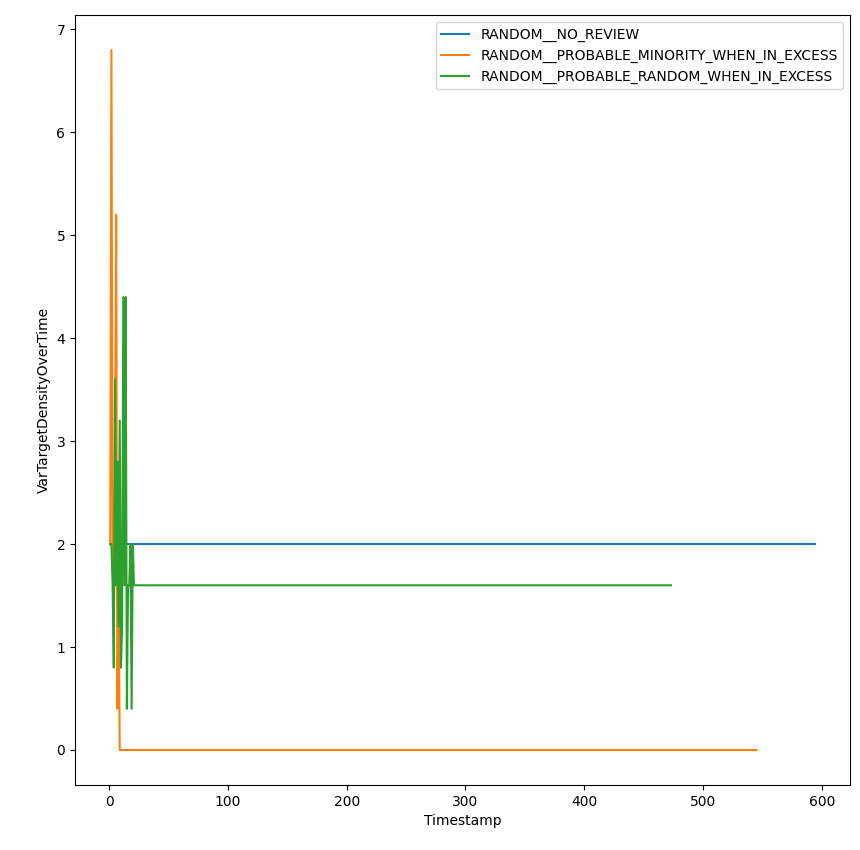 RANDOM__NO_REVIEW
RANDOM__PROBABLE_MINORITY_WHEN_IN_EXCESS
RANDOM__PROBABLE_RANDOM_WHEN_IN_EXCESS
7
6
5
4
3
2
1
0
VarTargetDensityOverTime
0 100 200 300 400 500 600
Timestamp